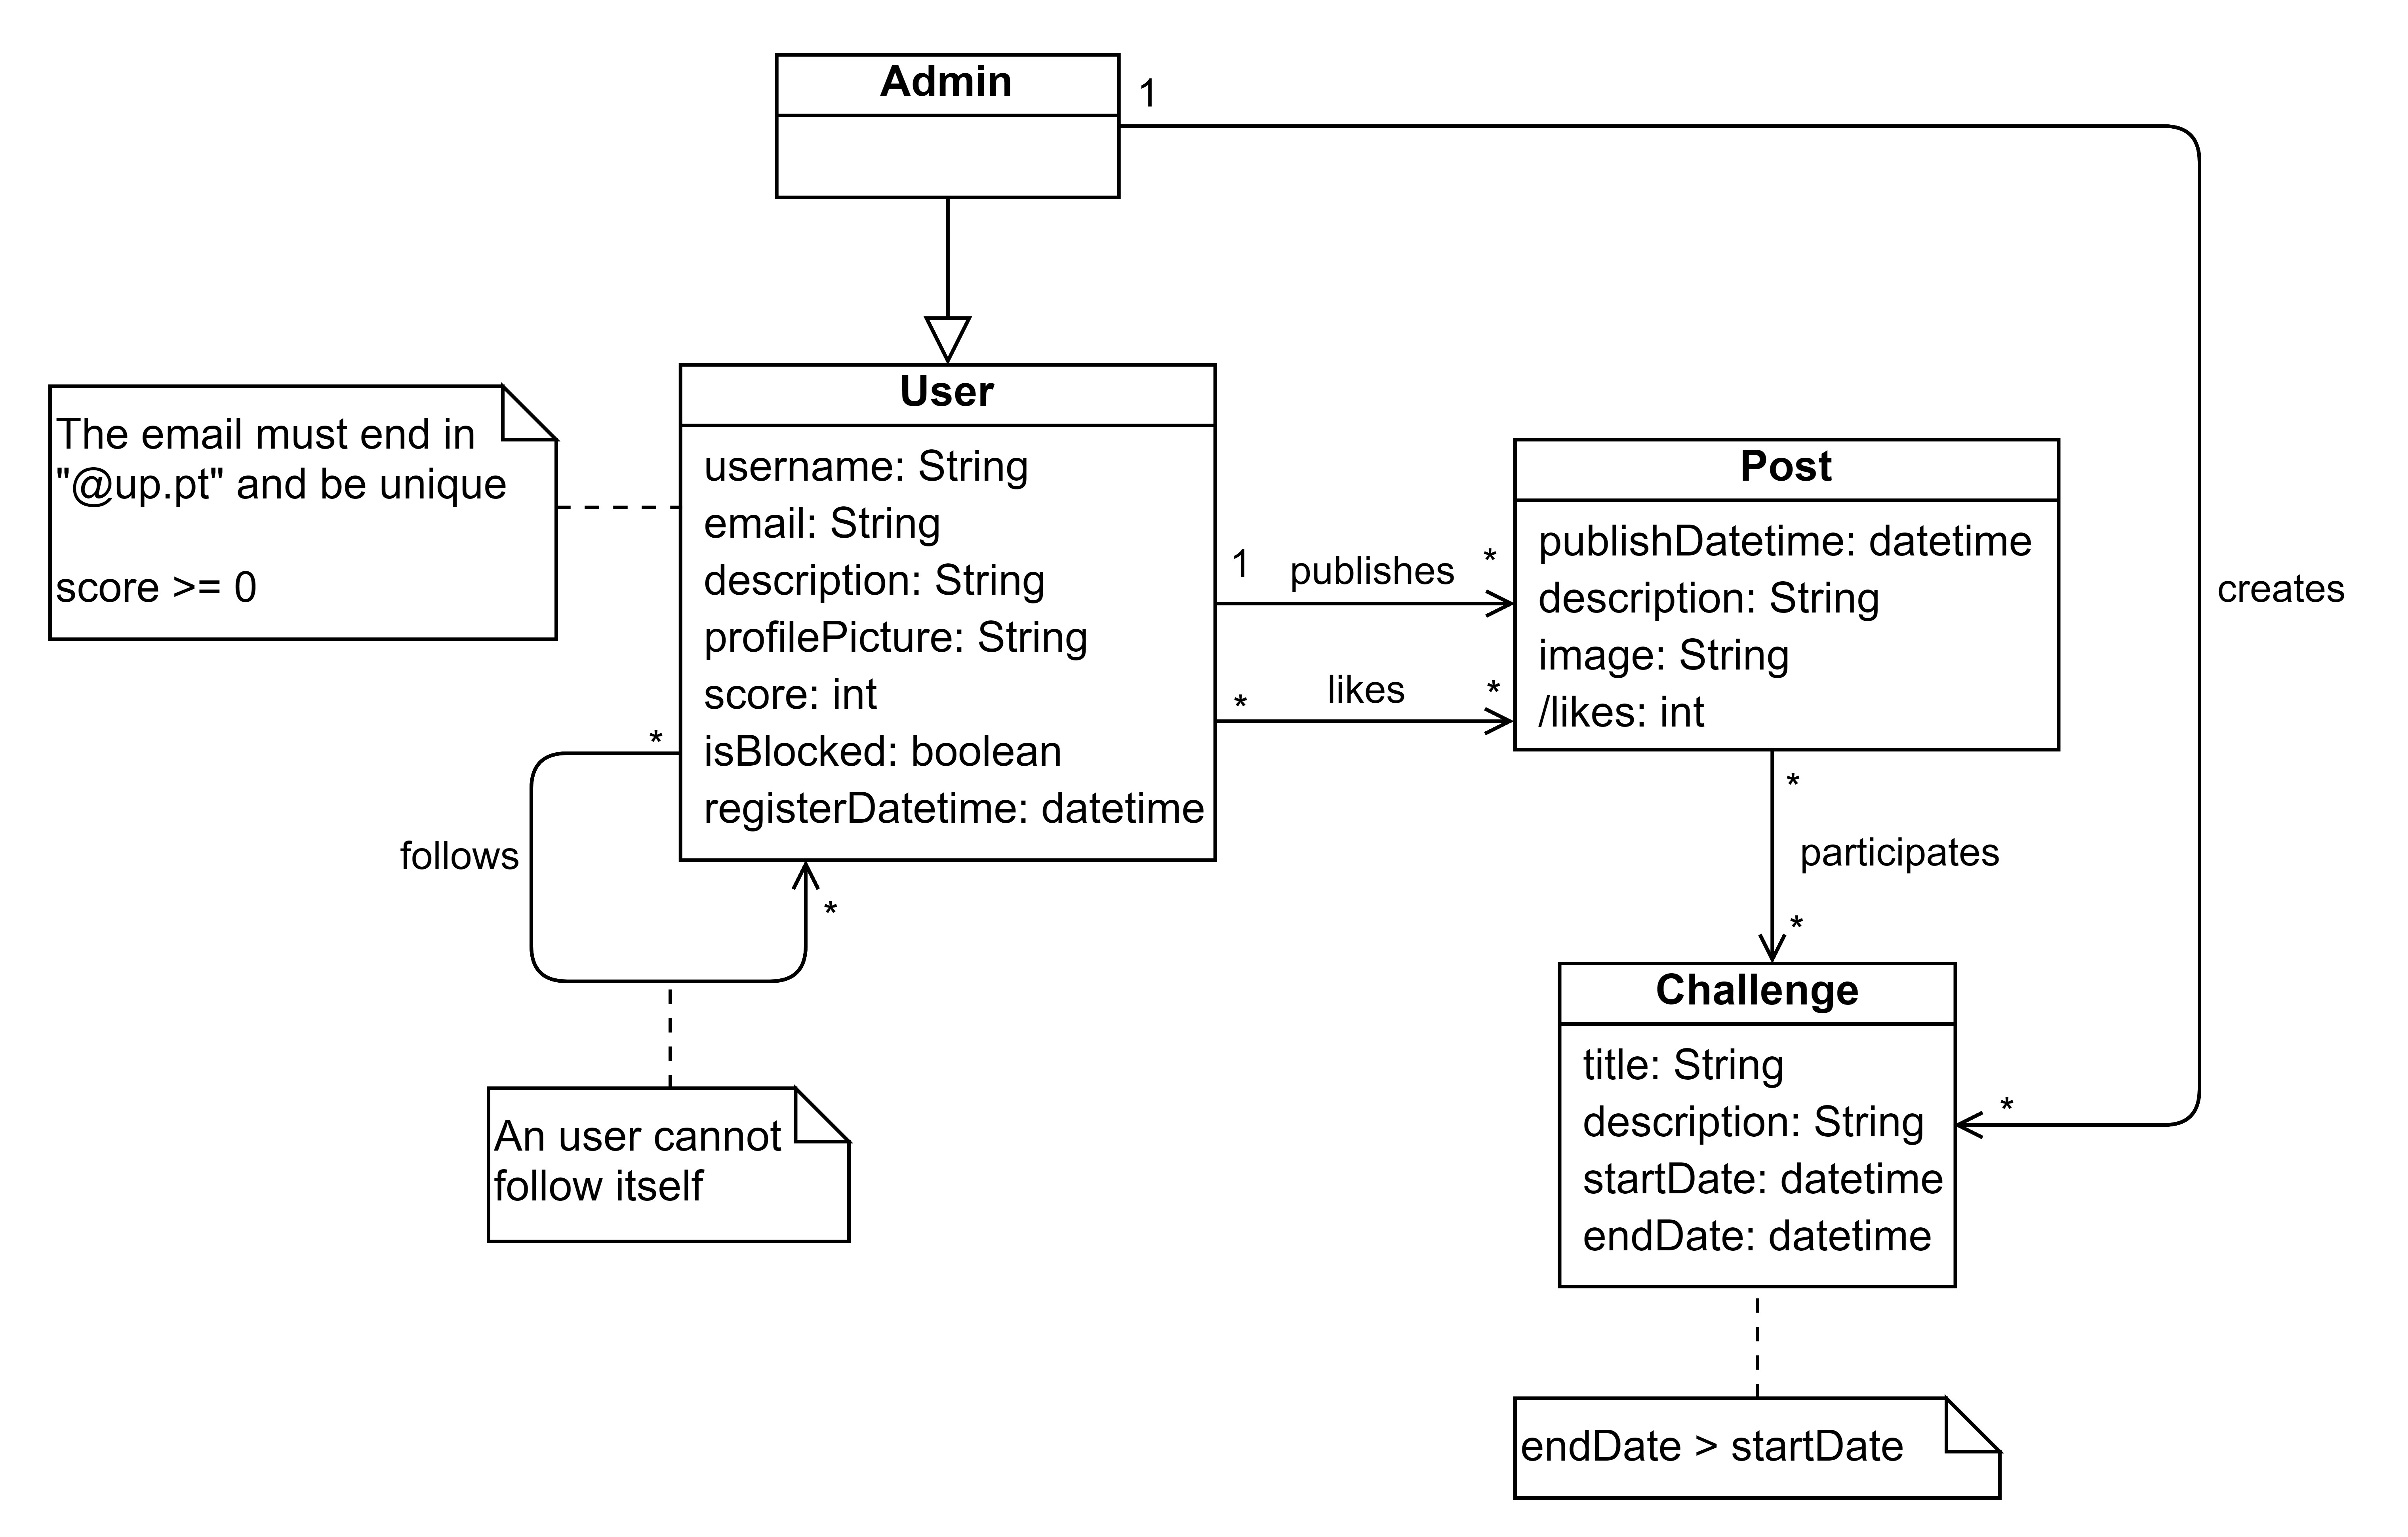 Admin
1
The email must end in
"@up.pt" and be unique
score >= 0
User
username: String
email: String
description: String
profilePicture: String
score: int
isBlocked: boolean
registerDatetime: datetime
1
publishes
*
*
likes
*
Post
publishDatetime: datetime
description: String
image: String
/likes: int
creates
*
follows
*
*
participates
*
An user cannot
follow itself
Challenge
title: String
description: String
startDate: datetime
endDate: datetime
*
endDate > startDate